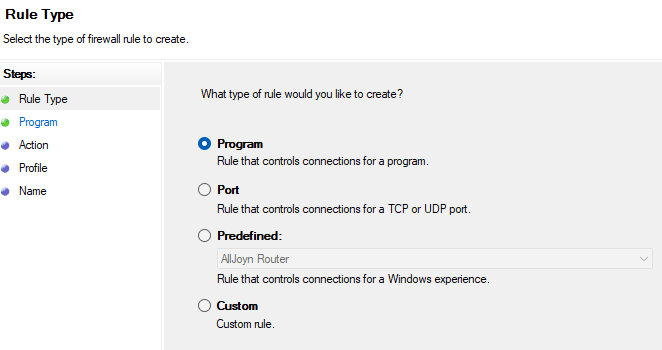 Rule Type
Select the type of firewall rule to create.
Steps:
Rule Type
Program
Action
Profile
Name
What type of rule would you like to create?
Program
Rule that controls connections for a program.
Port
Rule that controls connections for a TCP or UDP port.
Predefined:
AllJoyn Router
Rule that controls connections for a Windows experience.
Custom
Custom rule.